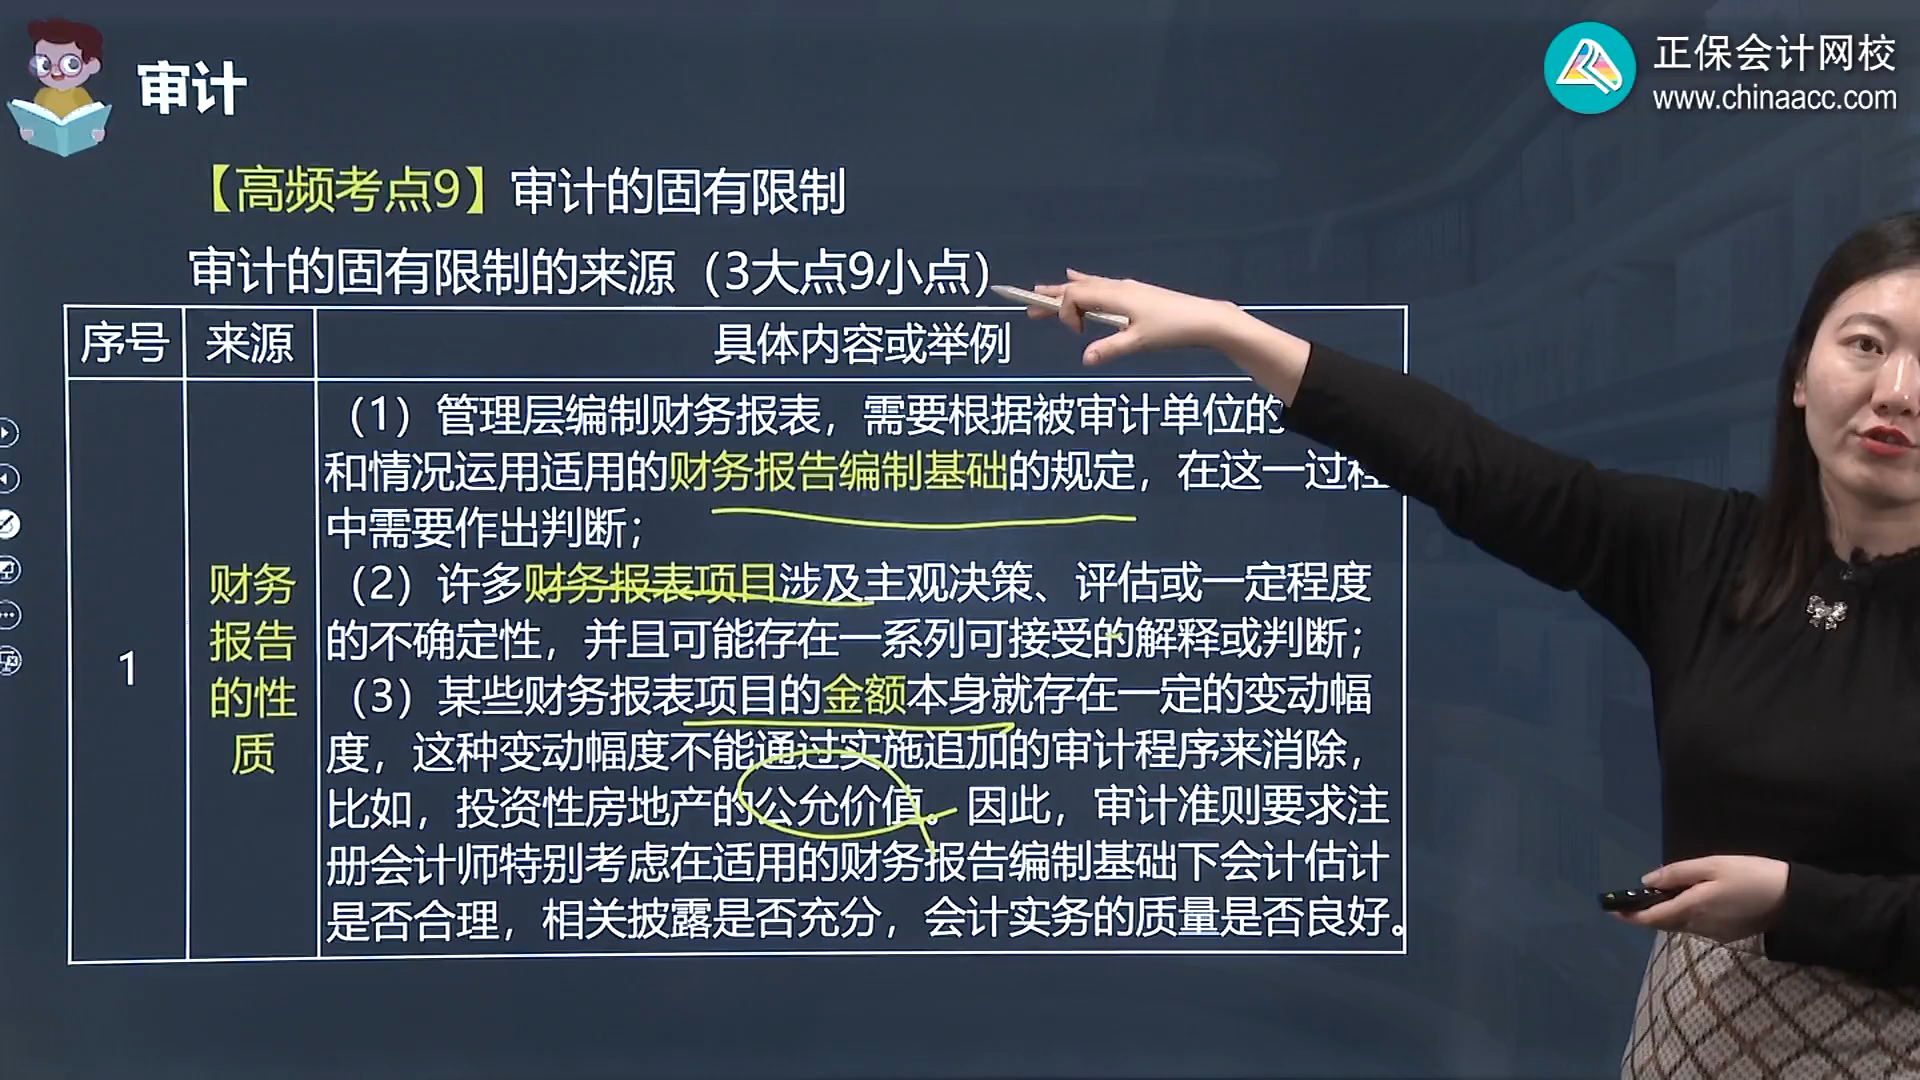 审计
正保会计网校
www.chinaacc.com
【高频考点9】审计的固有限制
审计的固有限制的来源（3大点9小点）
序号 来源 具体内容或举例
1
财务
报告
的性
质
（1）管理层编制财务报表，需要根据被审计单位的
和情况运用适用的财务报告编制基础的规定，在这一过程
中需要作出判断；
（2）许多财务报表项目涉及主观决策、评估或一定程度
的不确定性，并且可能存在一系列可接受的解释或判断；
（3）某些财务报表项目的金额本身就存在一定的变动幅
度，这种变动幅度不能通过实施追加的审计程序来消除，
比如，投资性房地产的公允价值。因此，审计准则要求注
册会计师特别考虑在适用的财务报告编制基础下会计估计
是否合理，相关披露是否充分，会计实务的质量是否良好。